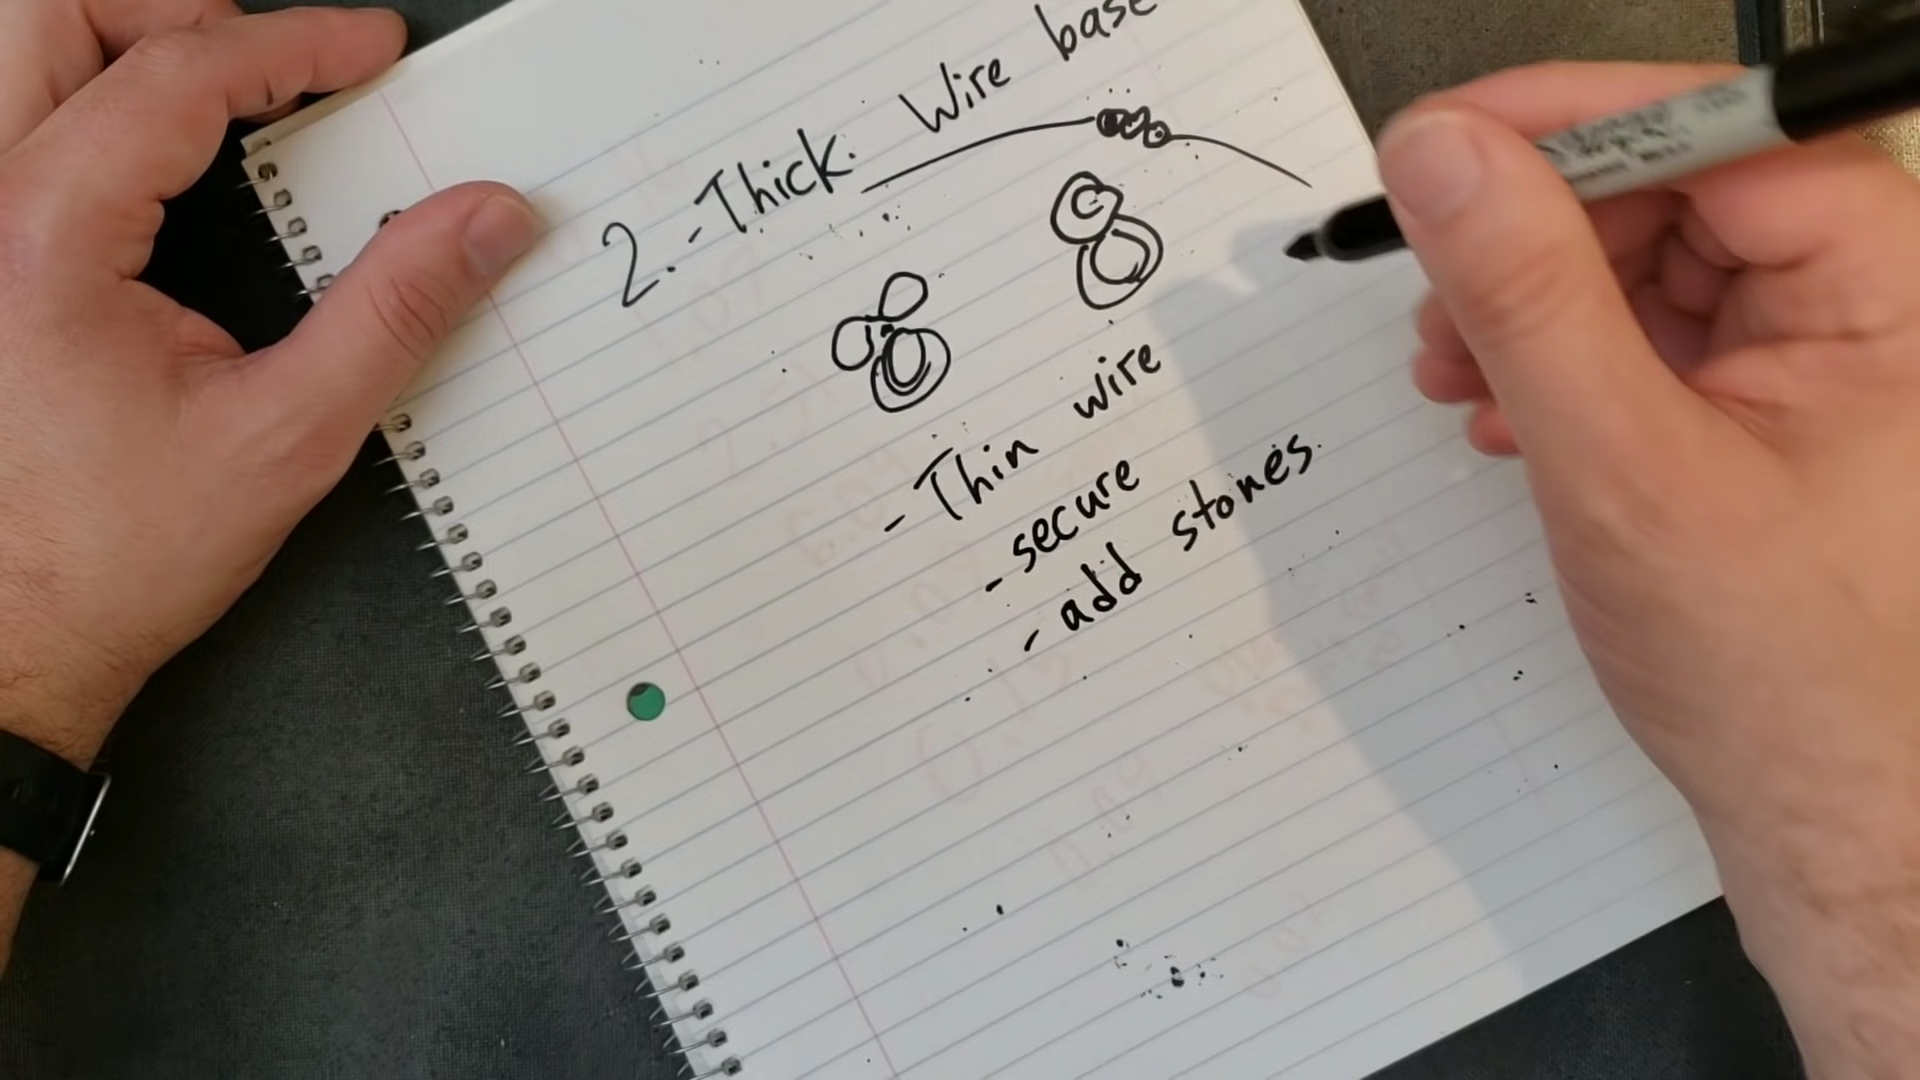 2. - Thick. Wire base
- Thin wire
- secure
- add stones.